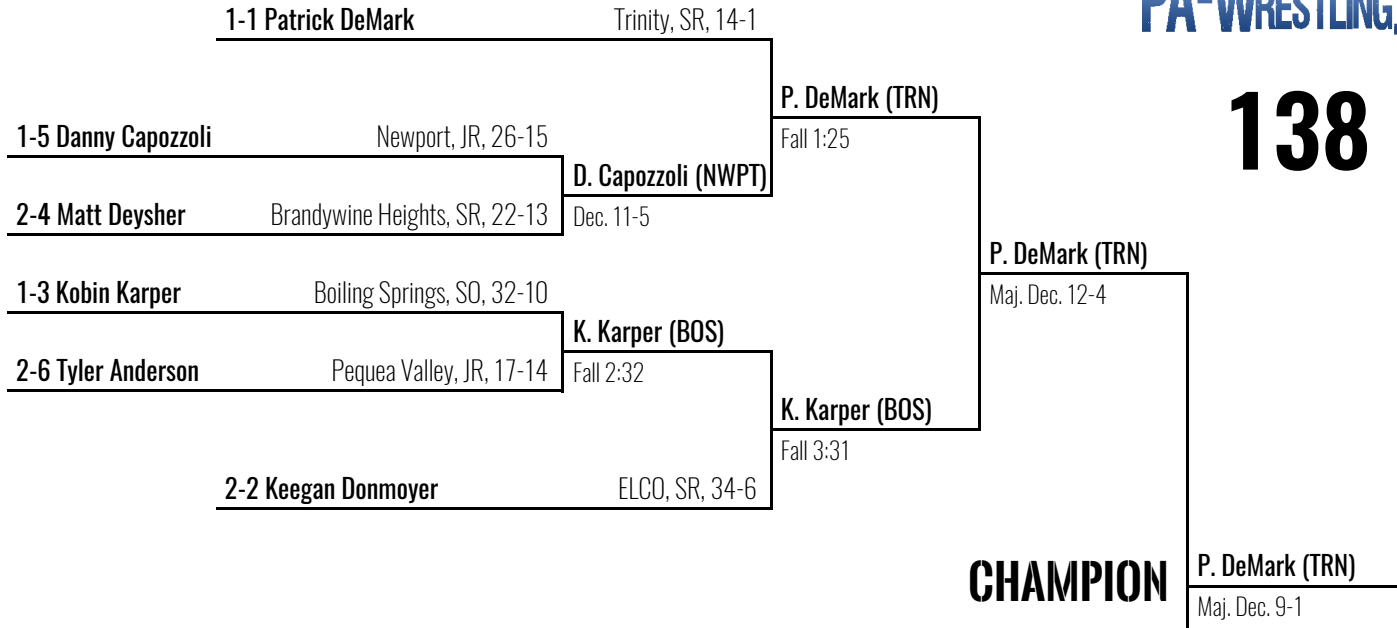 1-1 Patrick DeMark Trinity, SR, 14-1
PA-WRESTLING.
P. DeMark (TRN)
138
1-5 Danny Capozzoli Newport, JR, 26-15
Fall 1:25
D. Capozzoli (NWPT)
2-4 Matt Deysher Brandywine Heights, SR, 22-13
Dec. 11-5
P. DeMark (TRN)
1-3 Kobin Karper Boiling Springs, SO, 32-10
Maj. Dec. 12-4
K. Karper (BOS)
2-6 Tyler Anderson Pequea Valley, JR, 17-14
Fall 2:32
K. Karper (BOS)
Fall 3:31
2-2 Keegan Donmoyer ELCO, SR, 34-6
CHAMPION
P. DeMark (TRN)
Maj. Dec. 9-1